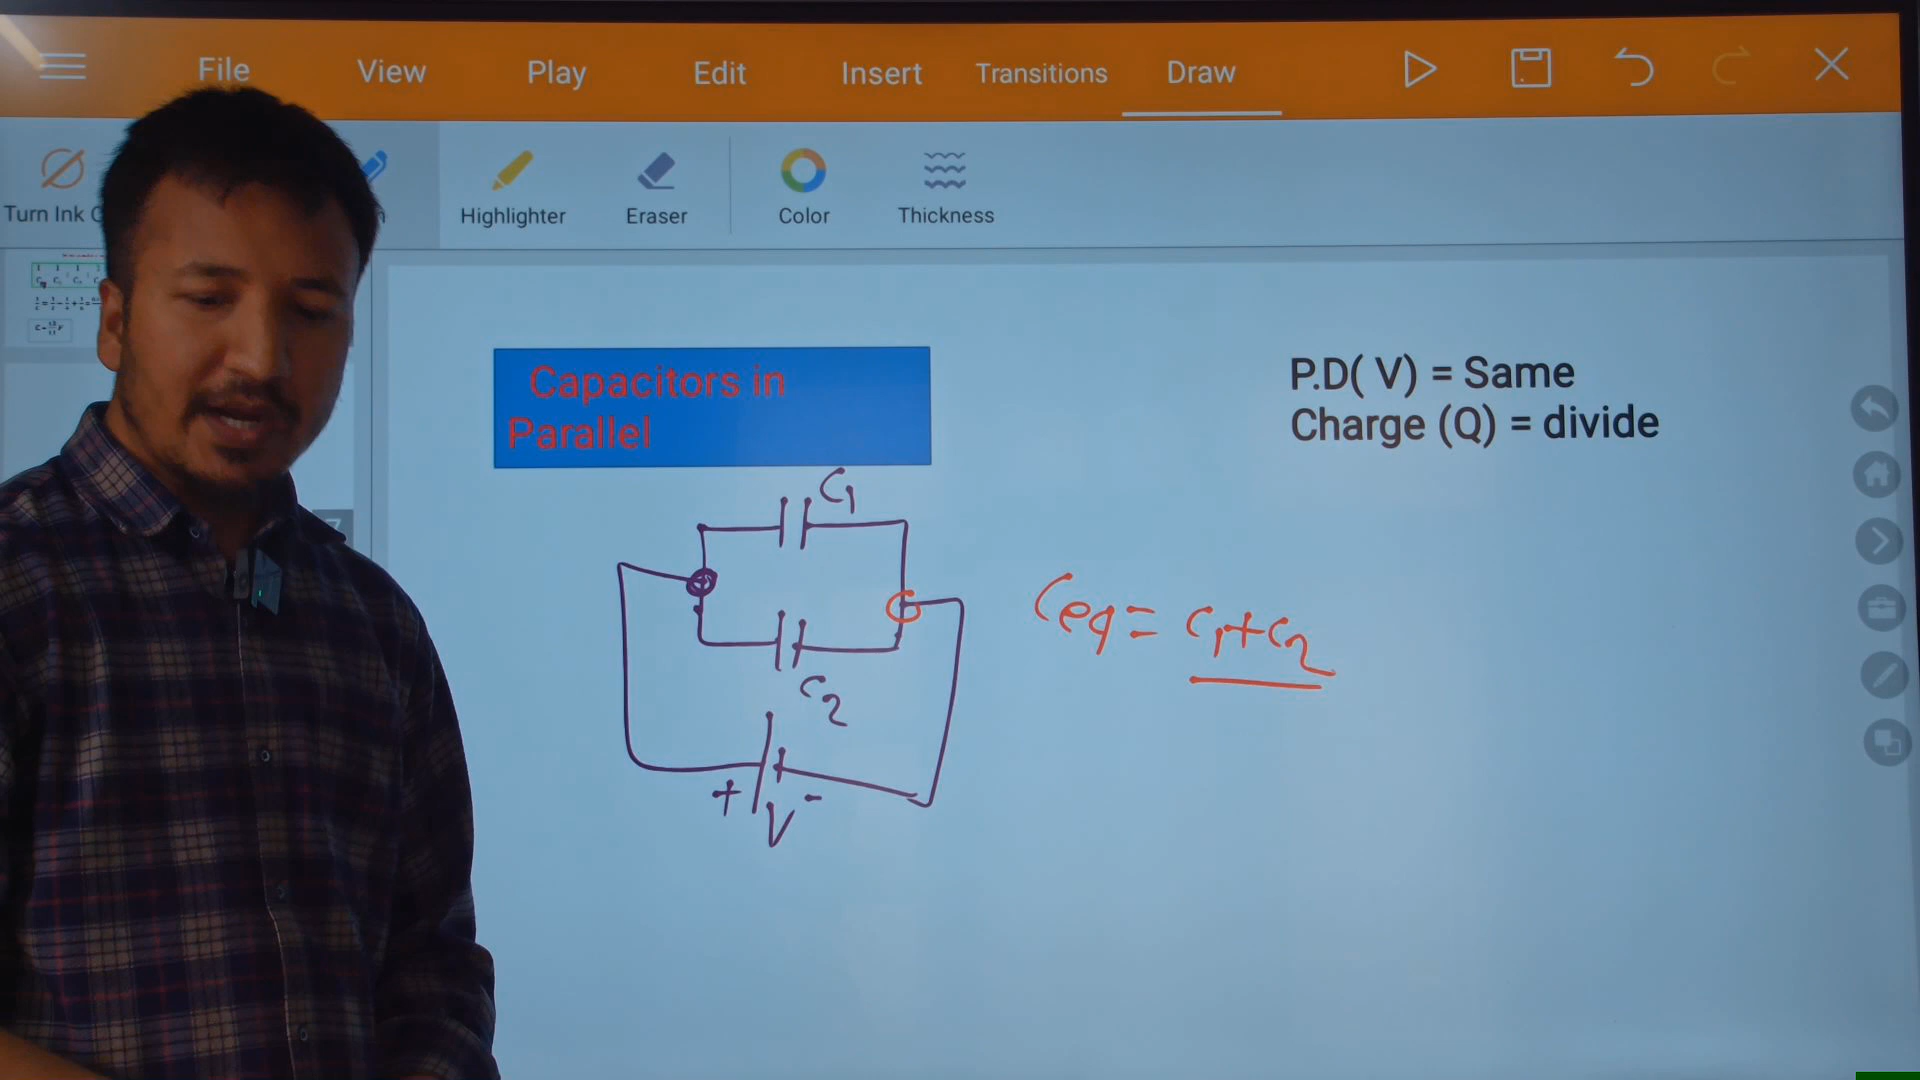 File View Play Edit Insert Transitions Draw
Turn Ink
Highlighter Eraser Color Thickness
Capacitors in
Parallel
P.D( V) = Same
Charge (Q) = divide
C1
C2
+ -
V
Ceq = C1+C2
7